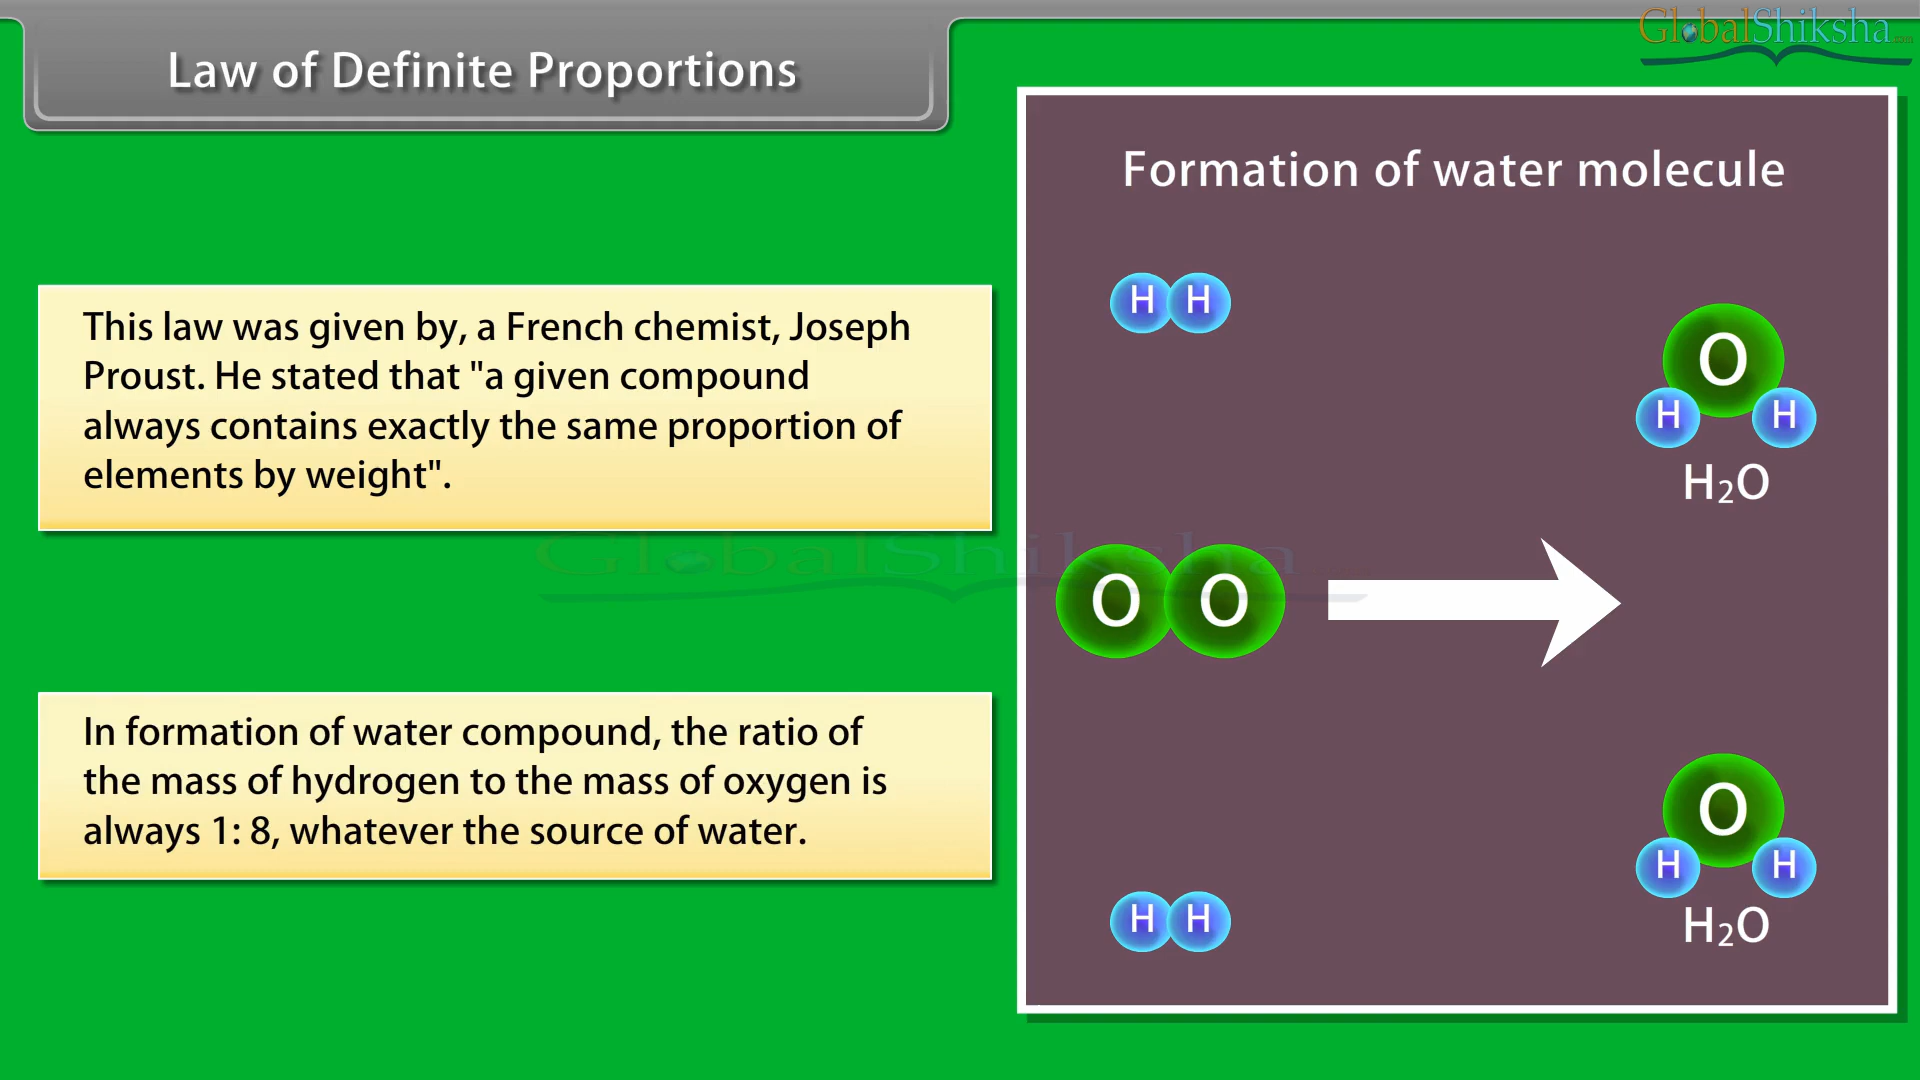 Law of Definite Proportions
GlobalShiksha.com
This law was given by, a French chemist, Joseph
Proust. He stated that "a given compound
always contains exactly the same proportion of
elements by weight".
In formation of water compound, the ratio of
the mass of hydrogen to the mass of oxygen is
always 1: 8, whatever the source of water.
GlobalShiksha
Formation of water molecule
H H
O
H H
H₂O
O O
O
H H
H₂O
H H